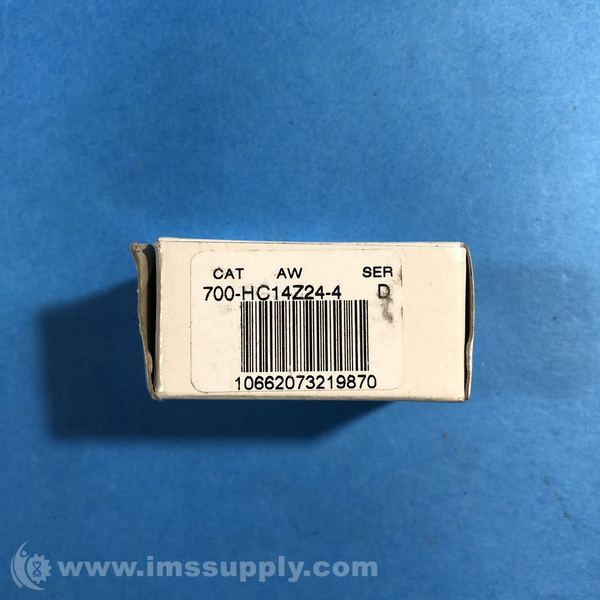 CAT AW SER
700-HC14Z24-4 D
10662073219870
www.imssupply.com